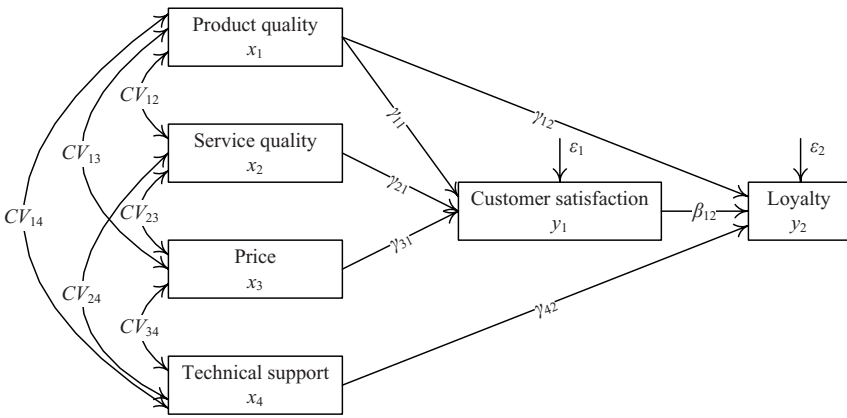 Product quality
x₁
CV₁₂
γ₁₁
γ₁₂
CV₁₃
Service quality
x₂
ε₁
ε₂
CV₁₄
CV₂₃
γ₂₁
Customer satisfaction
y₁
β₁₂
Loyalty
y₂
γ₃₁
Price
x₃
CV₂₄
CV₃₄
γ₄₂
Technical support
x₄